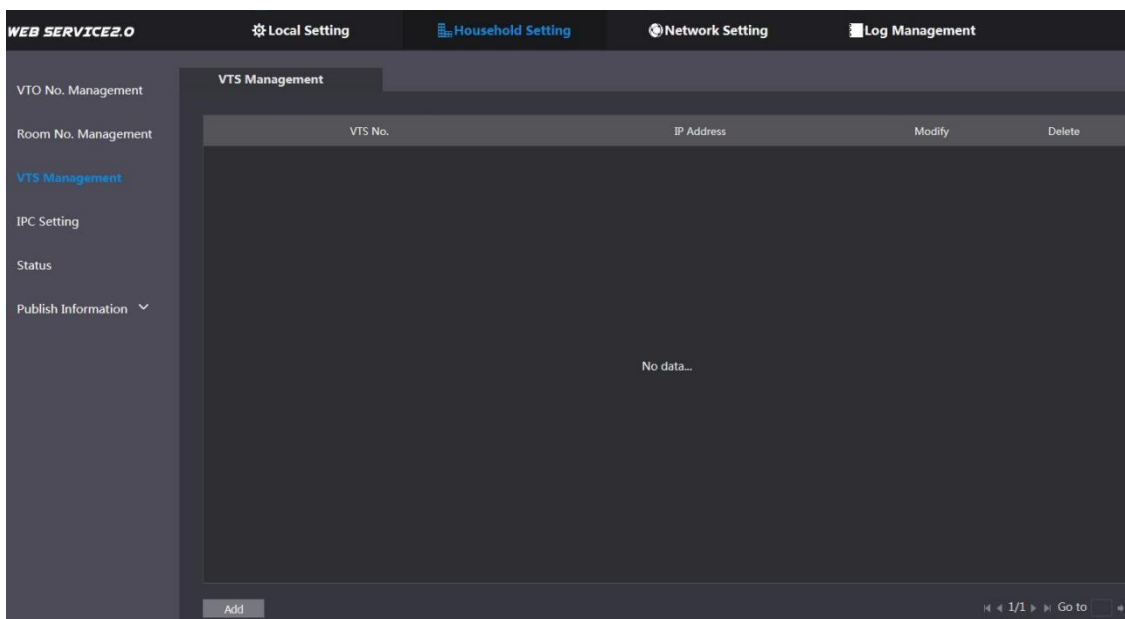 WEB SERVICE2.0 Local Setting Household Setting Network Setting Log Management
VTS Management
VTO No. Management
VTS No. IP Address Modify Delete
Room No. Management
VTS Management
IPC Setting
Status
Publish Information
No data...
Add 1/1 Go to